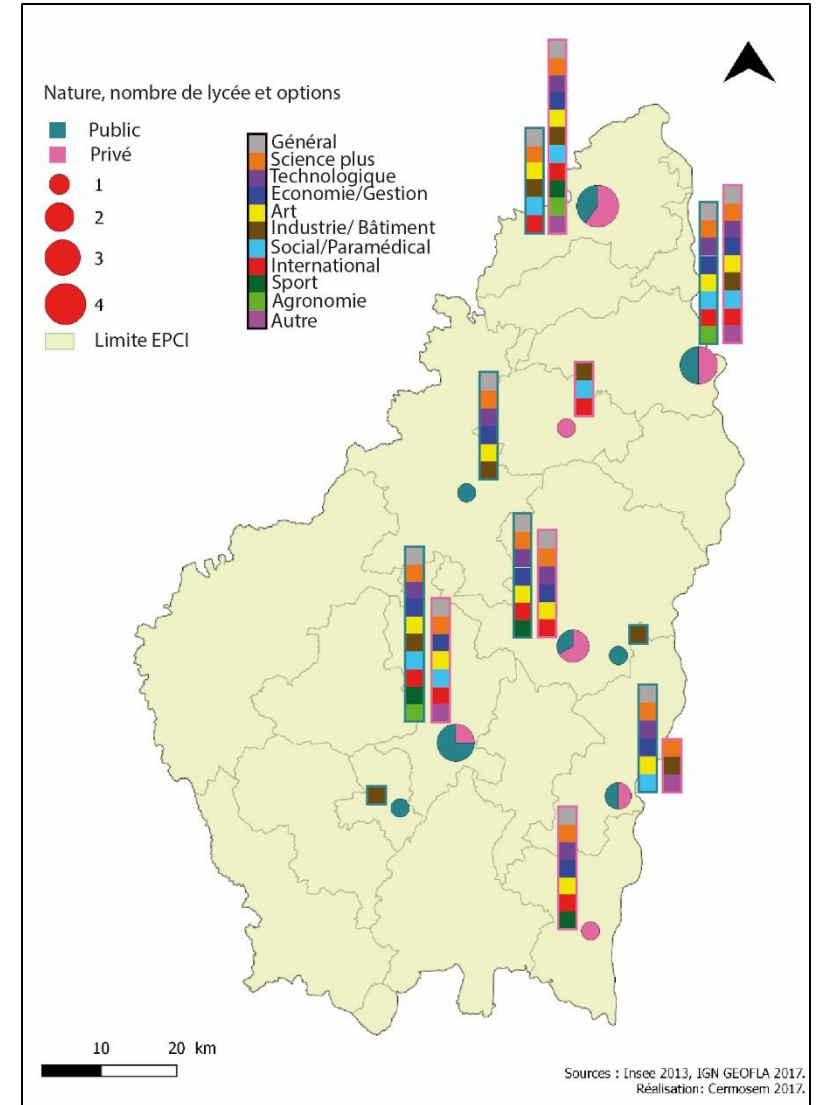 Nature, nombre de lycée et options
Public
Privé
1
2
3
4
Limite EPCI
Général
Science plus
Technologique
Economie/Gestion
Art
Industrie/ Bâtiment
Social/Paramédical
International
Sport
Agronomie
Autre
10 20 km
Sources : Insee 2013, IGN GEOFLA 2017.
Réalisation: Cermosem 2017.